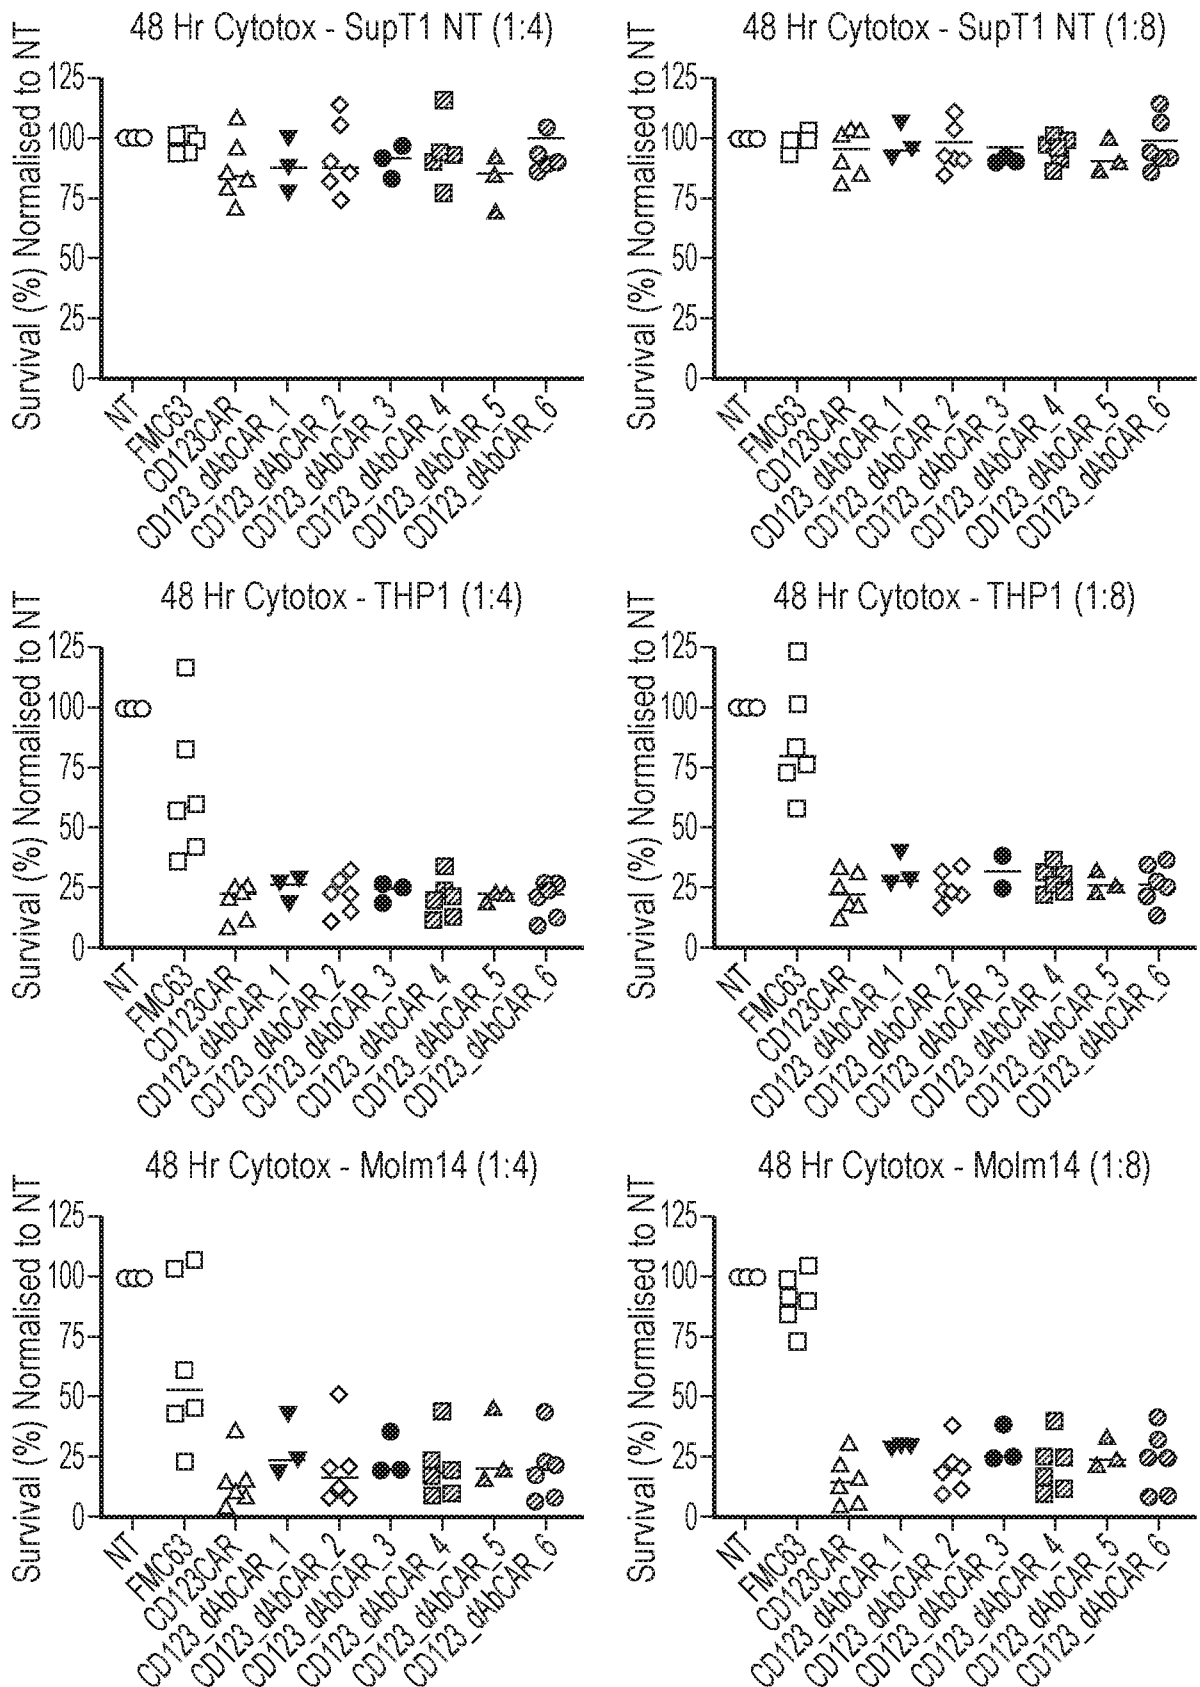 48 Hr Cytotox - SupT1 NT (1:4)
Survival (%) Normalised to NT
125
100
75
50
25
0
NT
FMC63
CD123CAR
CD123_dAbCAR_1
CD123_dAbCAR_2
CD123_dAbCAR_3
CD123_dAbCAR_4
CD123_dAbCAR_5
CD123_dAbCAR_6
48 Hr Cytotox - SupT1 NT (1:8)
Survival (%) Normalised to NT
125
100
75
50
25
0
NT
FMC63
CD123CAR
CD123_dAbCAR_1
CD123_dAbCAR_2
CD123_dAbCAR_3
CD123_dAbCAR_4
CD123_dAbCAR_5
CD123_dAbCAR_6
48 Hr Cytotox - THP1 (1:4)
Survival (%) Normalised to NT
125
100
75
50
25
0
NT
FMC63
CD123CAR
CD123_dAbCAR_1
CD123_dAbCAR_2
CD123_dAbCAR_3
CD123_dAbCAR_4
CD123_dAbCAR_5
CD123_dAbCAR_6
48 Hr Cytotox - THP1 (1:8)
Survival (%) Normalised to NT
125
100
75
50
25
0
NT
FMC63
CD123CAR
CD123_dAbCAR_1
CD123_dAbCAR_2
CD123_dAbCAR_3
CD123_dAbCAR_4
CD123_dAbCAR_5
CD123_dAbCAR_6
48 Hr Cytotox - Molm14 (1:4)
Survival (%) Normalised to NT
125
100
75
50
25
0
NT
FMC63
CD123CAR
CD123_dAbCAR_1
CD123_dAbCAR_2
CD123_dAbCAR_3
CD123_dAbCAR_4
CD123_dAbCAR_5
CD123_dAbCAR_6
48 Hr Cytotox - Molm14 (1:8)
Survival (%) Normalised to NT
125
100
75
50
25
0
NT
FMC63
CD123CAR
CD123_dAbCAR_1
CD123_dAbCAR_2
CD123_dAbCAR_3
CD123_dAbCAR_4
CD123_dAbCAR_5
CD123_dAbCAR_6